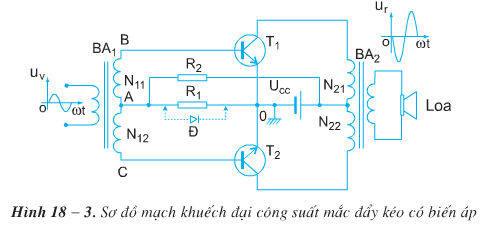 u_r
B
T₁
o
ωt
u_v
BA₁
R₂
BA₂
N₁₁
U_cc
N₂₁
o
ωt
A
R₁
Loa
N₁₂
0
N₂₂
Đ
T₂
C
Hình 18 – 3. Sơ đồ mạch khuếch đại công suất mắc đẩy kéo có biến áp